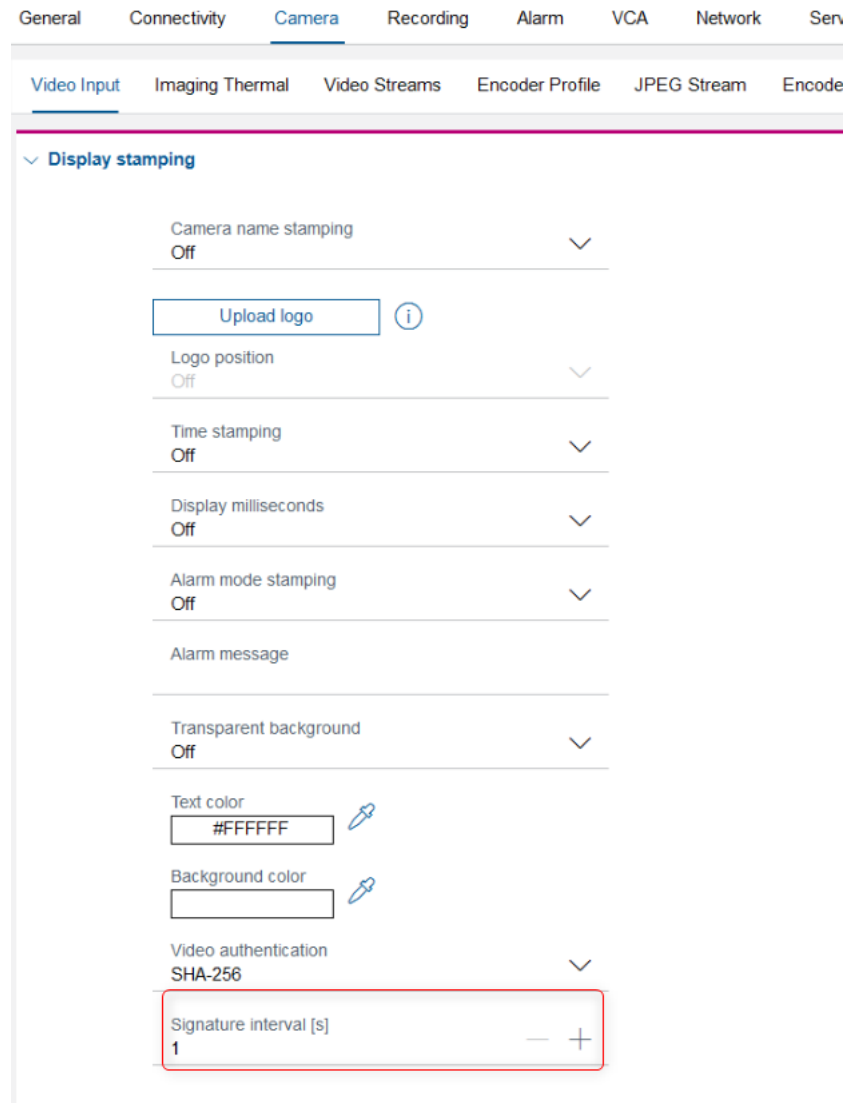 General Connectivity Camera Recording Alarm VCA Network Serv
Video Input Imaging Thermal Video Streams Encoder Profile JPEG Stream Encode
Display stamping
Camera name stamping
Off
Upload logo
Logo position
Off
Time stamping
Off
Display milliseconds
Off
Alarm mode stamping
Off
Alarm message
Transparent background
Off
Text color
#FFFFFF
Background color
Video authentication
SHA-256
Signature interval [s]
1